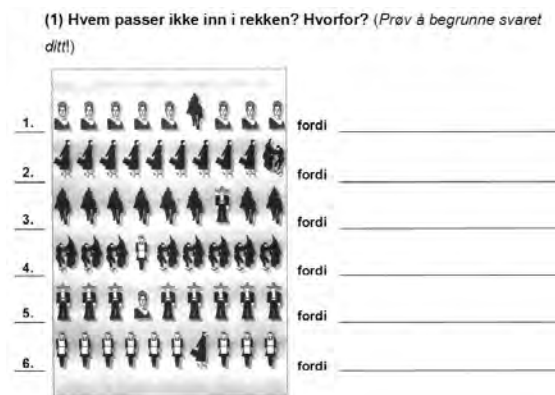 (1) Hvem passer ikke inn i rekken? Hvorfor? (Prøv å begrunne svaret
ditt!)
1. fordi
2. fordi
3. fordi
4. fordi
5. fordi
6. fordi